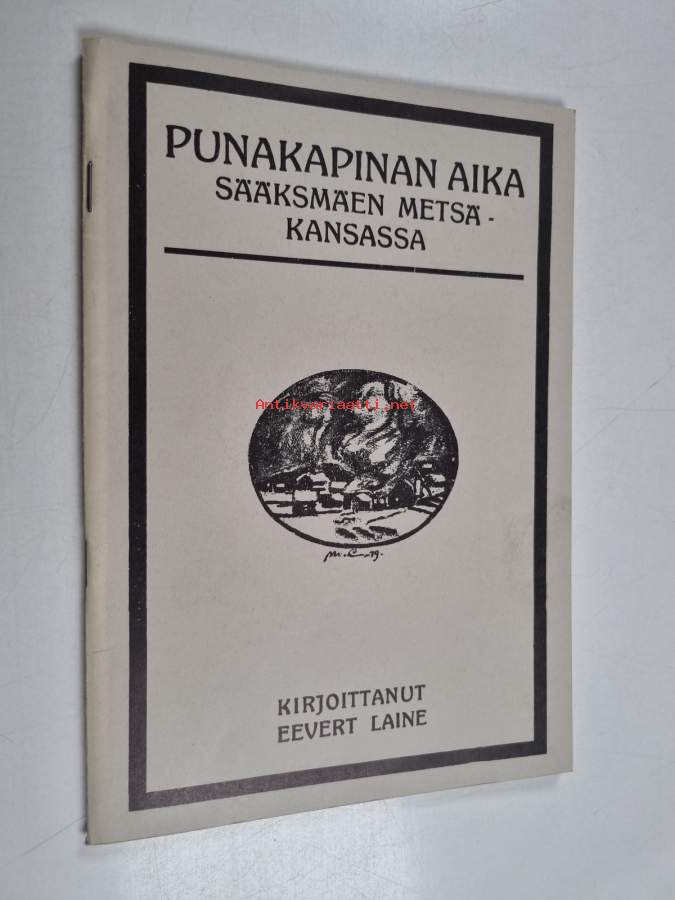 PUNAKAPINAN AIKA
SÄÄKSMÄEN METSÄ-
KANSASSA
Antikvariaatti.net
KIRJOITTANUT
EEVERT LAINE